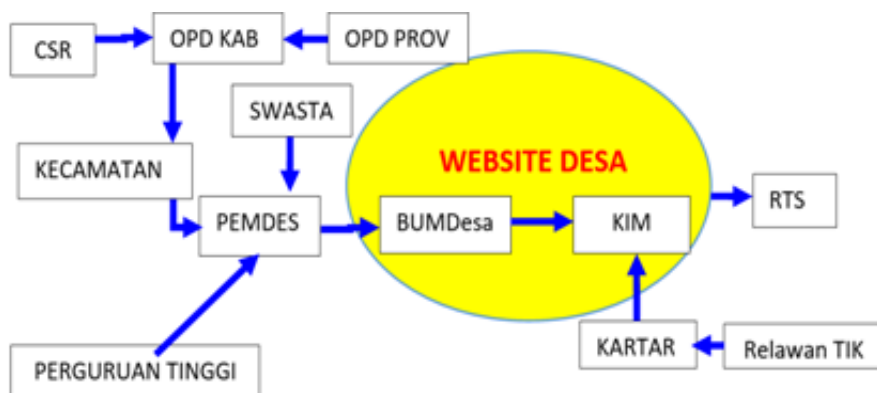 CSR
OPD KAB
OPD PROV
SWASTA
WEBSITE DESA
KECAMATAN
RTS
PEMDES
BUMDesa
KIM
KARTAR
Relawan TIK
PERGURUAN TINGGI